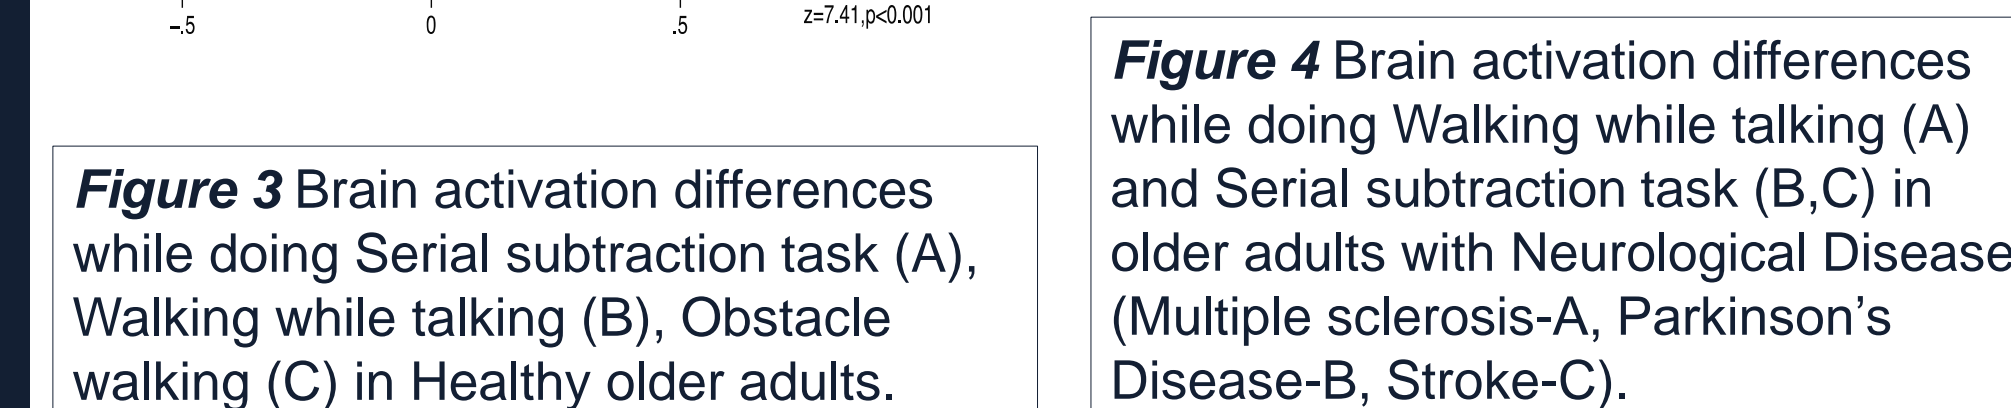 –.5 0 .5 z=7.41,p<0.001
Figure 3 Brain activation differences
while doing Serial subtraction task (A),
Walking while talking (B), Obstacle
walking (C) in Healthy older adults.
Figure 4 Brain activation differences
while doing Walking while talking (A)
and Serial subtraction task (B,C) in
older adults with Neurological Disease
(Multiple sclerosis-A, Parkinson’s
Disease-B, Stroke-C).